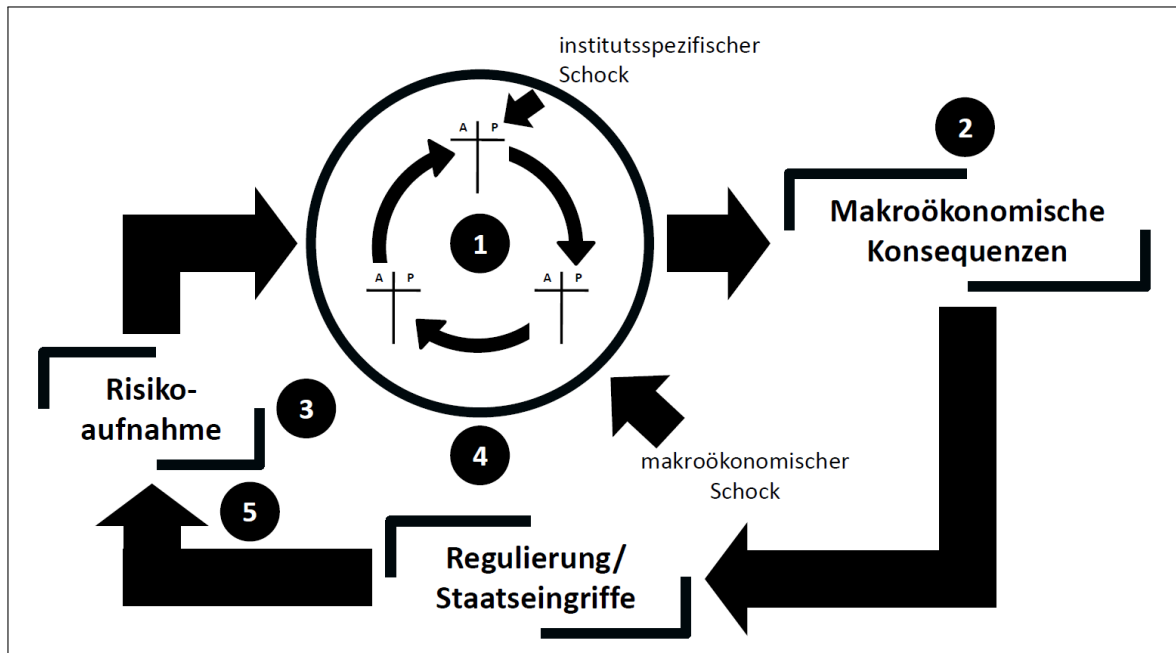 institutsspezifischer
Schock
A P
1
A P
A P
2
Makroökonomische
Konsequenzen
Risiko-
aufnahme
3
4
makroökonomischer
Schock
5
Regulierung/
Staatseingriffe